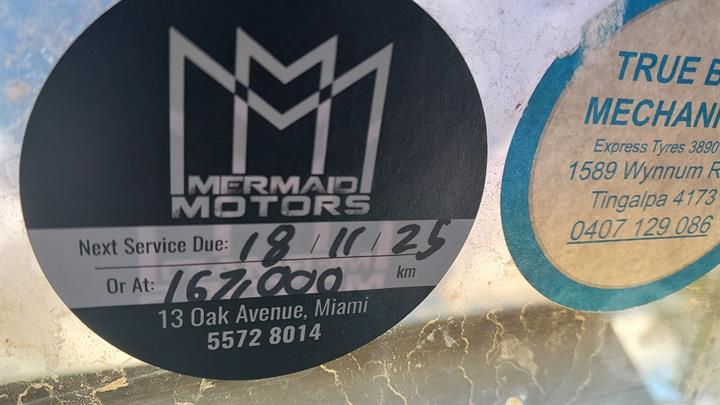 MERMAID
MOTORS
Next Service Due: 18/11/25
Or At: 167,000 km
13 Oak Avenue, Miami
5572 8014
TRUE
MECHANI
Express Tyres 3890
1589 Wynnum
Tingalpa 4173
0407 129 086